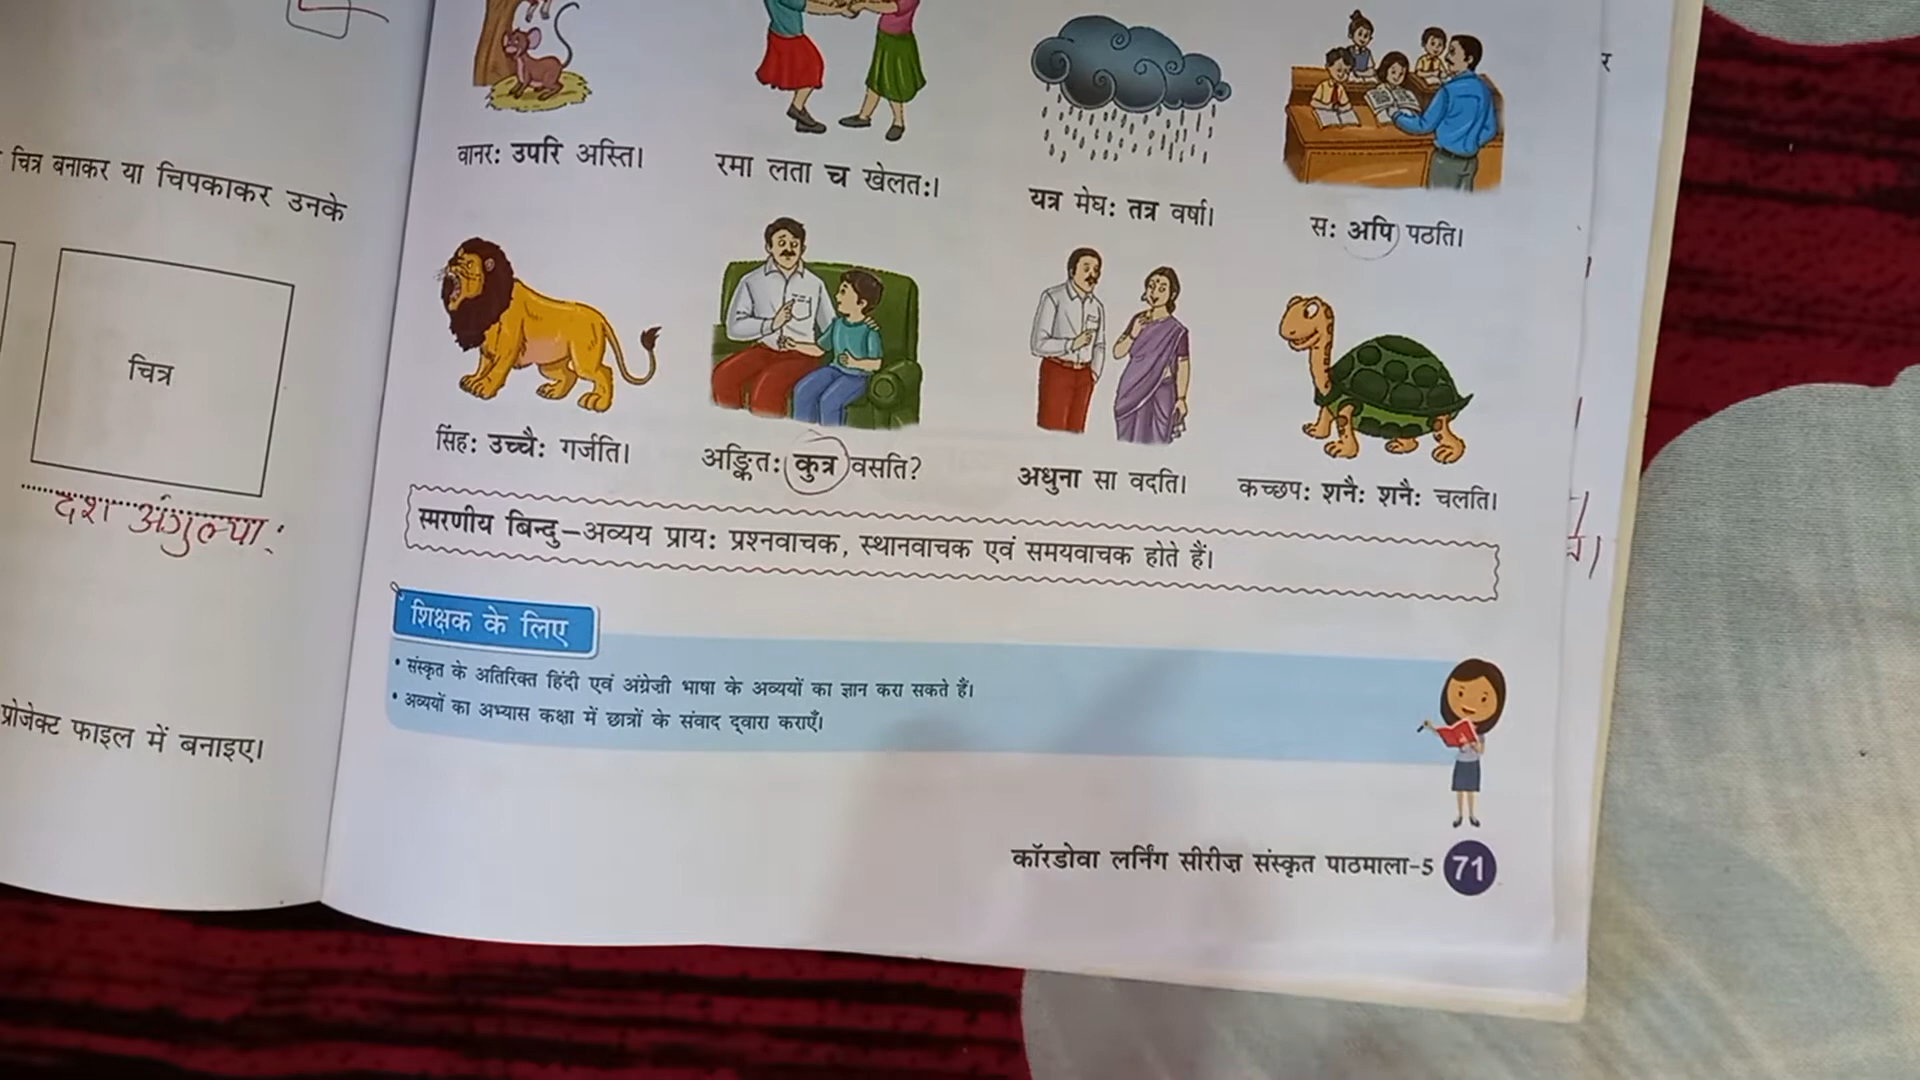 चित्र बनाकर या चिपकाकर उनके
चित्र
दश अंगुल्या:
प्रोजेक्ट फाइल में बनाइए।
वानर: उपरि अस्ति।
रमा लता च खेलत:।
यत्र मेघ: तत्र वर्षा।
स: अपि पठति।
सिंह: उच्चै: गर्जति।
अङ्कित: कुत्र वसति?
अधुना सा वदति।
कच्छप: शनै: शनै: चलति।
स्मरणीय बिन्दु–अव्यय प्राय: प्रश्नवाचक, स्थानवाचक एवं समयवाचक होते हैं।
शिक्षक के लिए
• संस्कृत के अतिरिक्त हिंदी एवं अंग्रेज़ी भाषा के अव्ययों का ज्ञान करा सकते हैं।
• अव्ययों का अभ्यास कक्षा में छात्रों के संवाद द्वारा कराएँ।
कॉरडोवा लर्निंग सीरीज़ संस्कृत पाठमाला-5 71
र